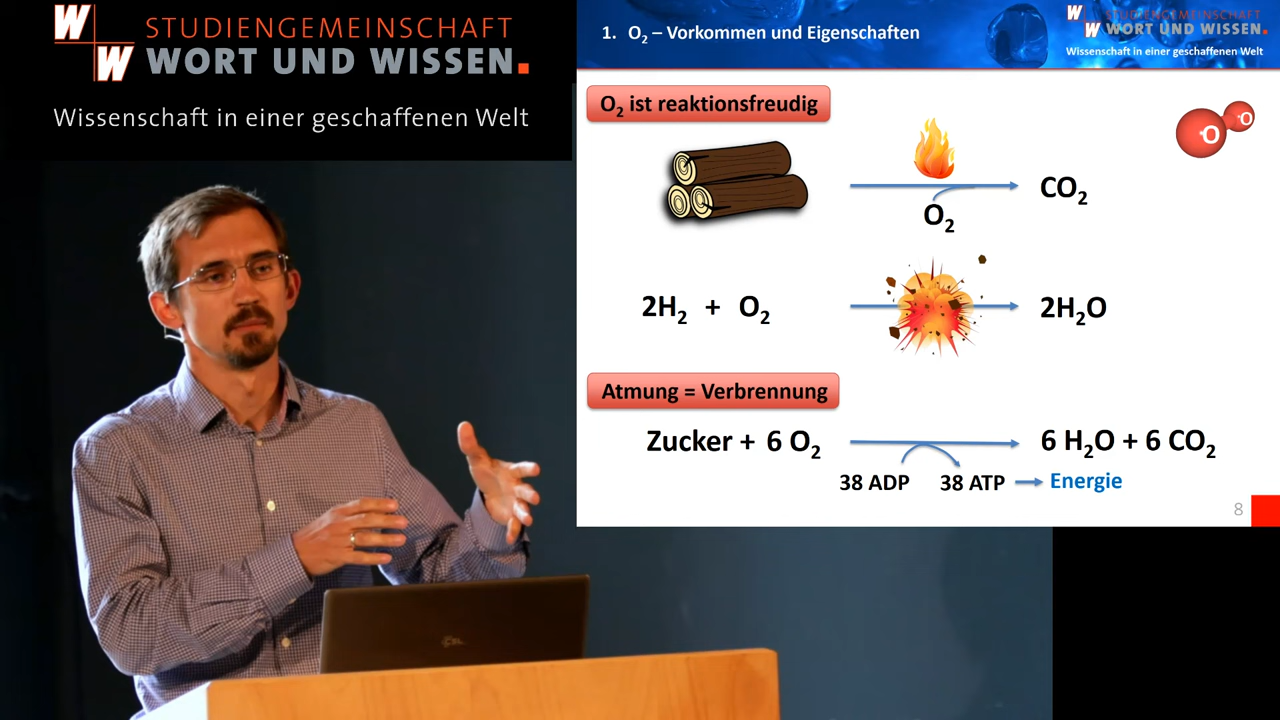 W W STUDIENGEMEINSCHAFT
WORT UND WISSEN.
Wissenschaft in einer geschaffenen Welt
1. O₂ – Vorkommen und Eigenschaften
W W STUDIENGEMEINSCHAFT
WORT UND WISSEN.
Wissenschaft in einer geschaffenen Welt
O₂ ist reaktionsfreudig
·O ·O
CO₂
O₂
2H₂ + O₂ 2H₂O
Atmung = Verbrennung
Zucker + 6 O₂ 6 H₂O + 6 CO₂
38 ADP 38 ATP Energie
8